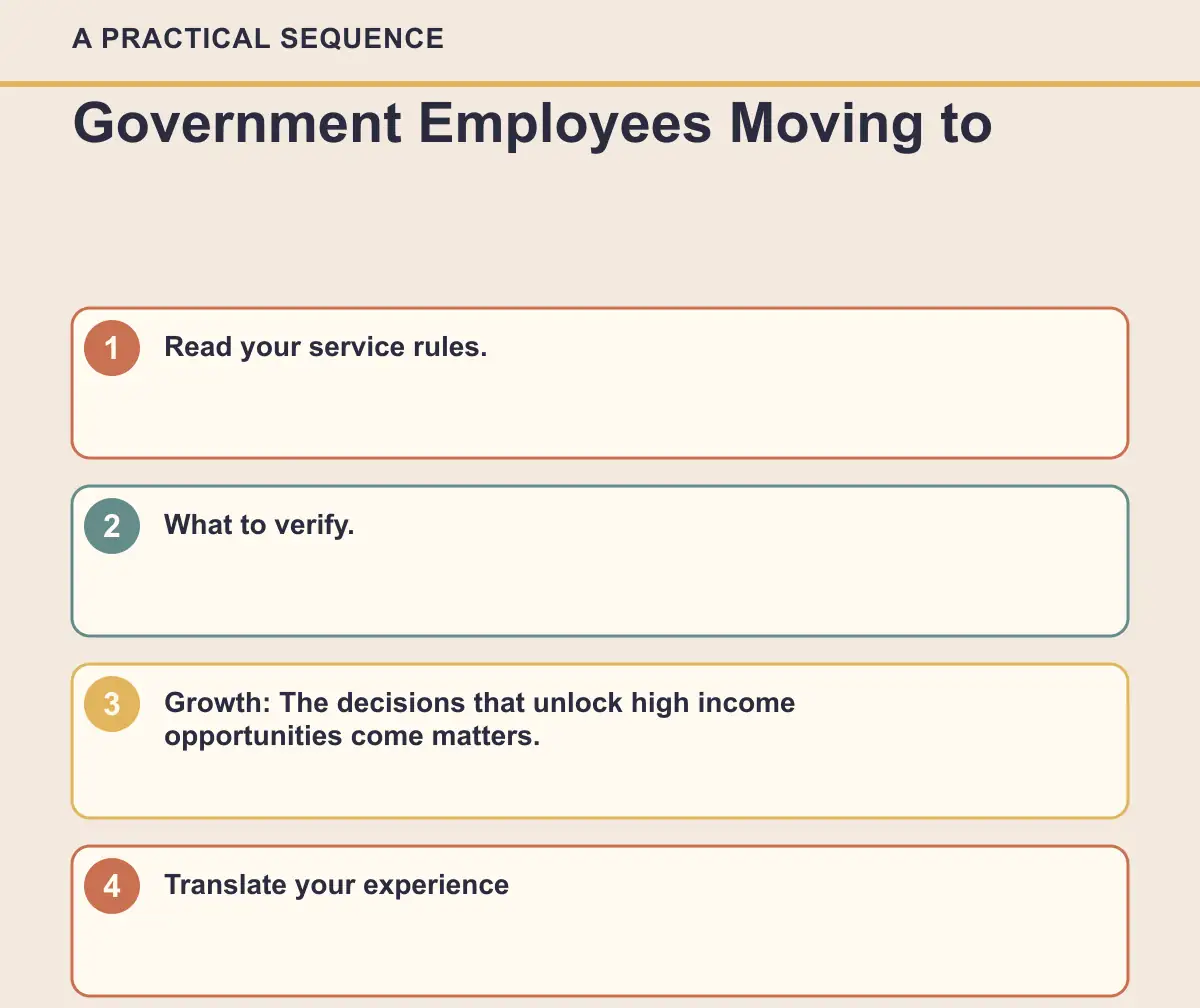 A PRACTICAL SEQUENCE
Government Employees Moving to
1
Read your service rules.
2
What to verify.
3
Growth: The decisions that unlock high income
opportunities come matters.
4
Translate your experience